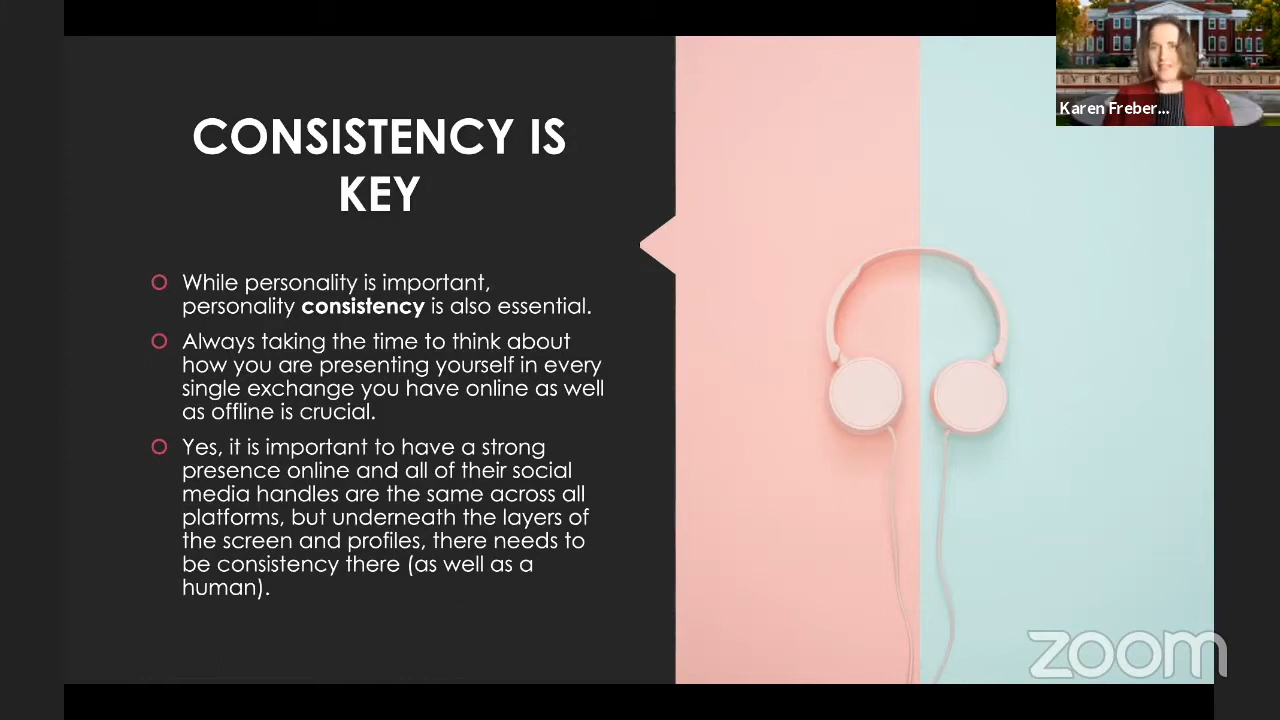 CONSISTENCY IS
KEY
While personality is important,
personality consistency is also essential.
Always taking the time to think about
how you are presenting yourself in every
single exchange you have online as well
as offline is crucial.
Yes, it is important to have a strong
presence online and all of their social
media handles are the same across all
platforms, but underneath the layers of
the screen and profiles, there needs to
be consistency there (as well as a
human).
Karen Freber...
zoom